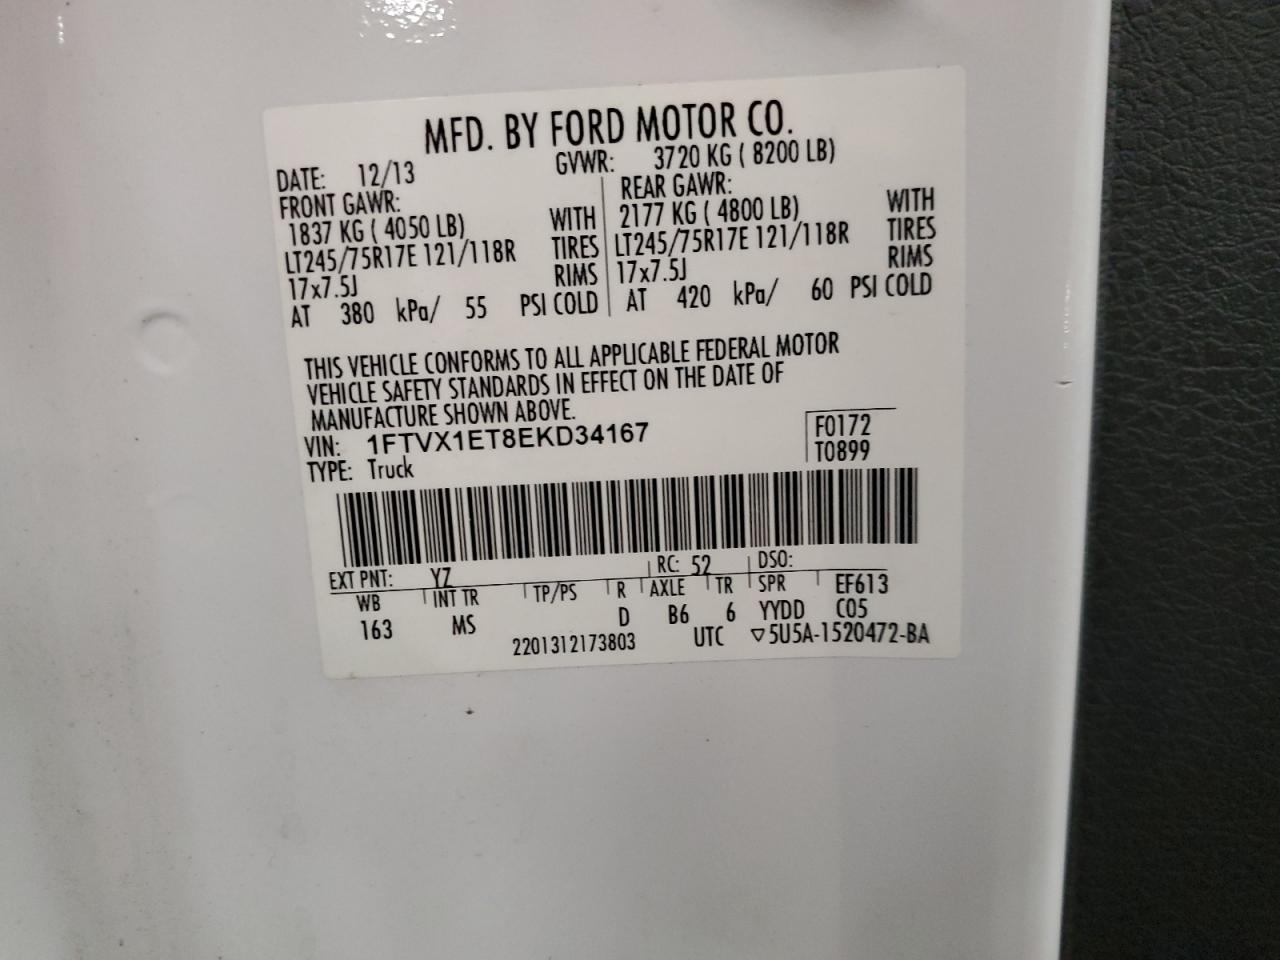 MFD. BY FORD MOTOR CO.
DATE: 12/13 GVWR: 3720 KG ( 8200 LB)
FRONT GAWR: REAR GAWR:
1837 KG ( 4050 LB) WITH 2177 KG ( 4800 LB) WITH
LT245/75R17E 121/118R TIRES LT245/75R17E 121/118R TIRES
17x7.5J RIMS 17x7.5J RIMS
AT 380 kPa/ 55 PSI COLD AT 420 kPa/ 60 PSI COLD
THIS VEHICLE CONFORMS TO ALL APPLICABLE FEDERAL MOTOR
VEHICLE SAFETY STANDARDS IN EFFECT ON THE DATE OF
MANUFACTURE SHOWN ABOVE.
VIN: 1FTVX1ET8EKD34167 F0172
TYPE: Truck T0899
EXT PNT: YZ RC: 52 DSO:
WB INT TR TP/PS R AXLE TR SPR EF613
163 MS D B6 6 YYDD C05
2201312173803 UTC ▽5U5A-1520472-BA